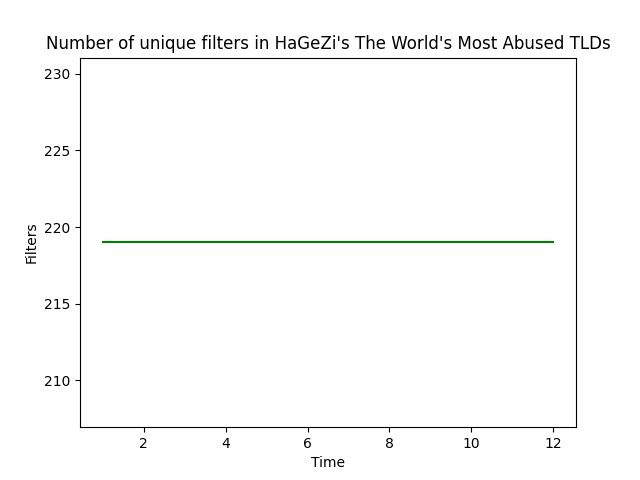 Number of unique filters in HaGeZi's The World's Most Abused TLDs
230
225
220
215
210
Filters
2 4 6 8 10 12
Time